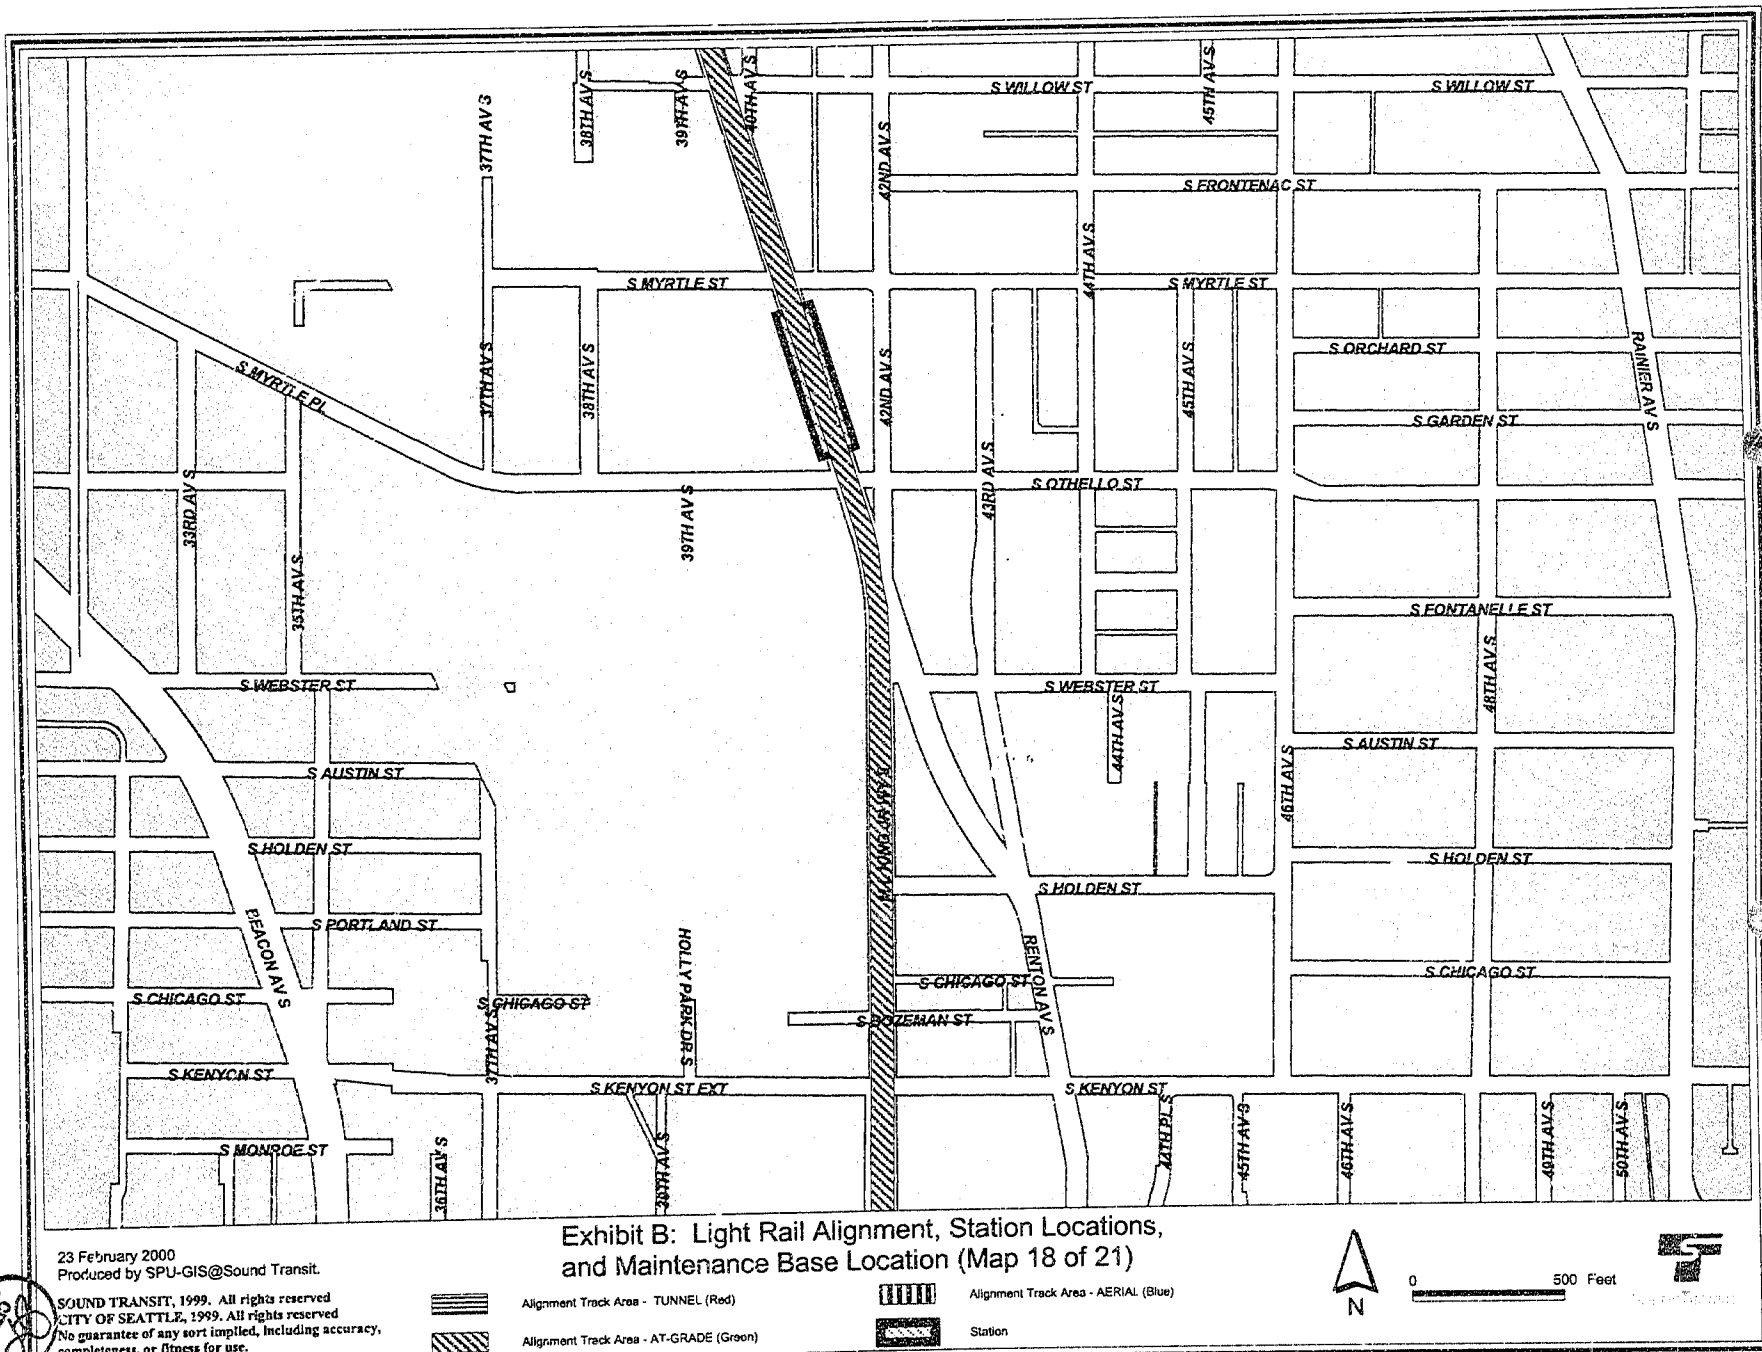 S WILLOW ST
S WILLOW ST
37TH AV S
38TH AV S
39TH AV S
40TH AV S
42ND AV S
45TH AV S
S FRONTENAC ST
44TH AV S
S MYRTLE ST
S MYRTLE ST
S MYRTLE PL
37TH AV S
38TH AV S
42ND AV S
45TH AV S
S ORCHARD ST
RAINIER AV S
S GARDEN ST
33RD AV S
35TH AV S
39TH AV S
43RD AV S
S OTHELLO ST
S FONTANELLE ST
48TH AV S
S WEBSTER ST
S WEBSTER ST
44TH AV S
S AUSTIN ST
S AUSTIN ST
46TH AV S
S HOLDEN ST
S HOLDEN ST
S HOLDEN ST
BEACON AV S
S PORTLAND ST
HOLLY PARK DR S
RENTON AV S
S CHICAGO ST
S CHICAGO ST
S CHICAGO ST
S CHICAGO ST
S BOZEMAN ST
37TH AV S
S KENYON ST
S KENYON ST EXT
S KENYON ST
S MONROE ST
36TH AV S
39TH AV S
44TH PL S
45TH AV S
46TH AV S
49TH AV S
50TH AV S
Exhibit B: Light Rail Alignment, Station Locations,
and Maintenance Base Location (Map 18 of 21)
23 February 2000
Produced by SPU-GIS@Sound Transit.
SOUND TRANSIT, 1999. All rights reserved
CITY OF SEATTLE, 1999. All rights reserved
No guarantee of any sort implied, including accuracy,
completeness, or fitness for use.
Alignment Track Area - TUNNEL (Red)
Alignment Track Area - AT-GRADE (Green)
Alignment Track Area - AERIAL (Blue)
Station
N
0 500 Feet